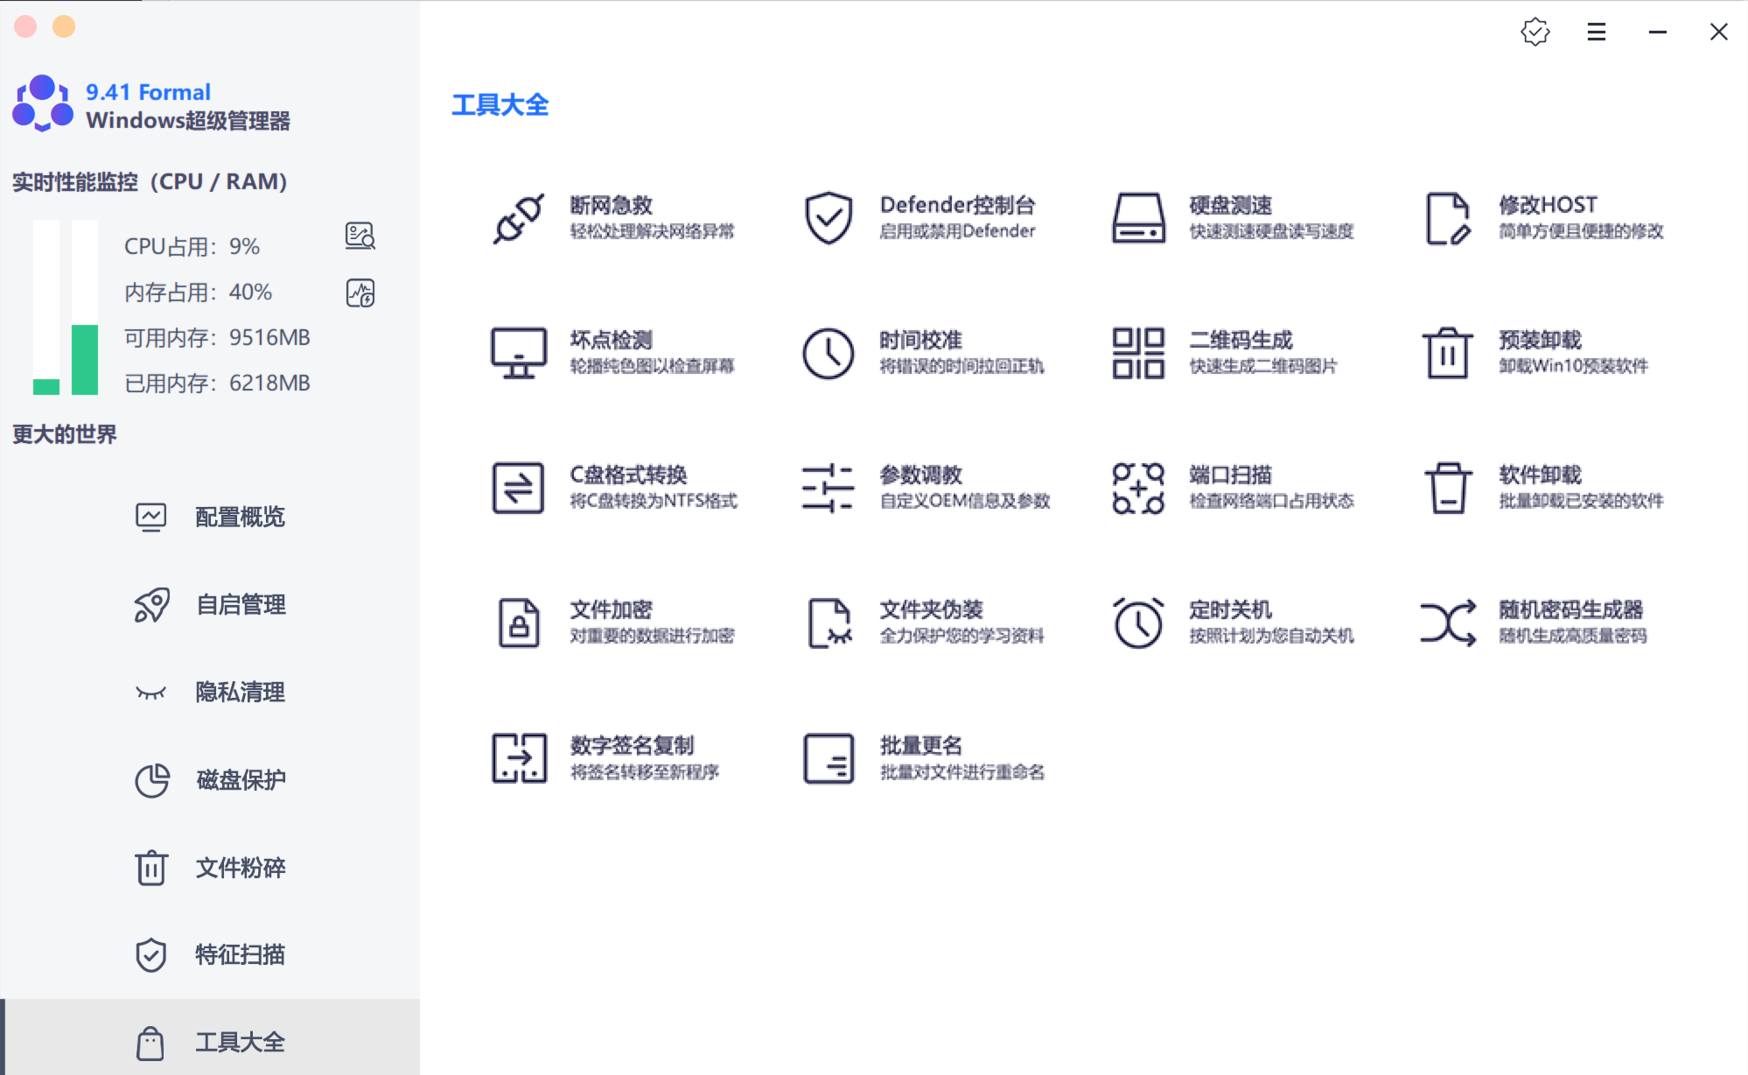 9.41 Formal
Windows超级管理器
实时性能监控（CPU / RAM）
CPU占用：9%
内存占用：40%
可用内存：9516MB
已用内存：6218MB
更大的世界
配置概览
自启管理
隐私清理
磁盘保护
文件粉碎
特征扫描
工具大全
工具大全
断网急救
轻松处理解决网络异常
Defender控制台
启用或禁用Defender
硬盘测速
快速测速硬盘读写速度
修改HOST
简单方便且便捷的修改
坏点检测
轮播纯色图以检查屏幕
时间校准
将错误的时间拉回正轨
二维码生成
快速生成二维码图片
预装卸载
卸载Win10预装软件
C盘格式转换
将C盘转换为NTFS格式
参数调教
自定义OEM信息及参数
端口扫描
检查网络端口占用状态
软件卸载
批量卸载已安装的软件
文件加密
对重要的数据进行加密
文件夹伪装
全力保护您的学习资料
定时关机
按照计划为您自动关机
随机密码生成器
随机生成高质量密码
数字签名复制
将签名转移至新程序
批量更名
批量对文件进行重命名